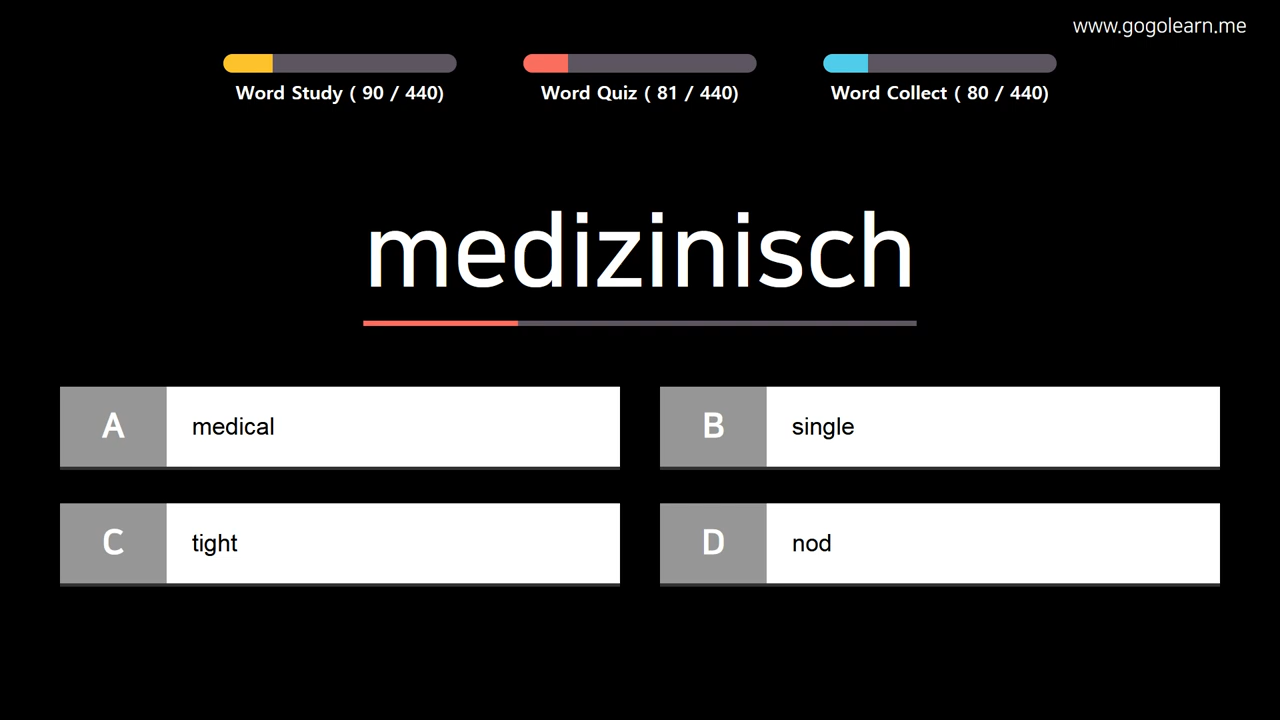 www.gogolearn.me
Word Study ( 90 / 440)
Word Quiz ( 81 / 440)
Word Collect ( 80 / 440)
medizinisch
A medical
B single
C tight
D nod